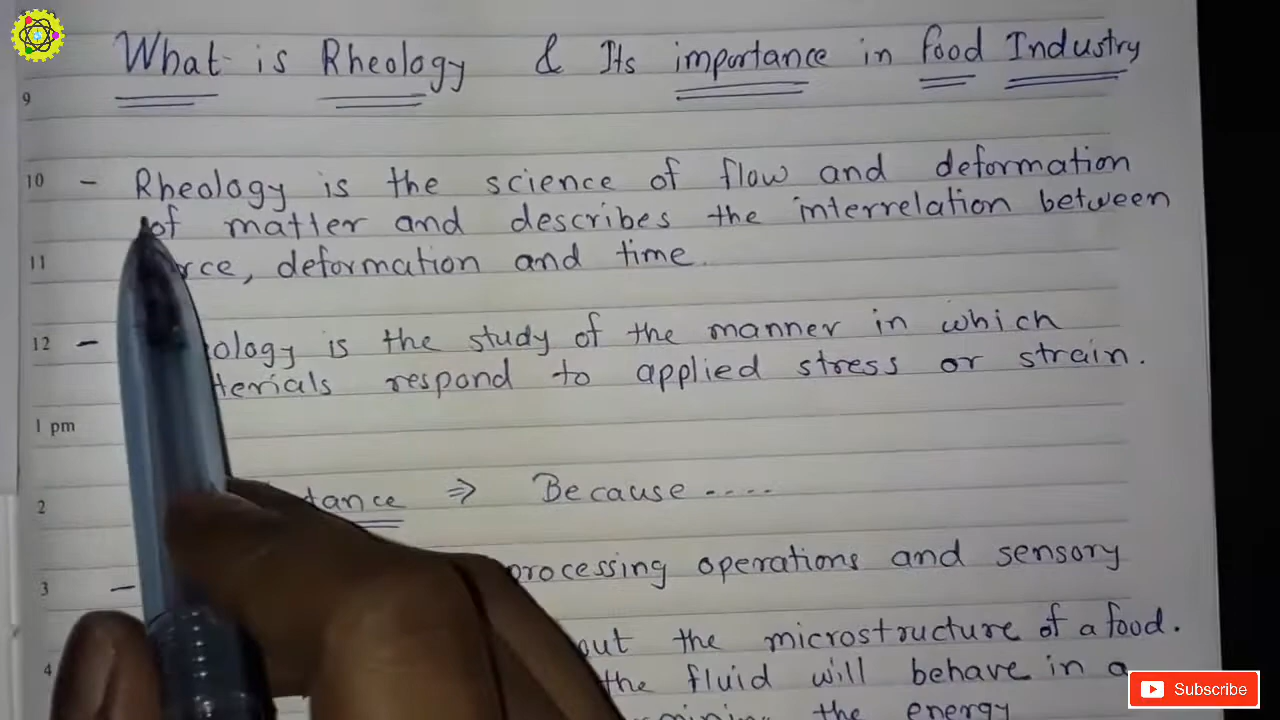 What is Rheology & Its importance in food Industry
9
10 - Rheology is the science of flow and deformation
of matter and describes the interrelation between
11 rce, deformation and time.
12 - ology is the study of the manner in which
terials respond to applied stress or strain.
1 pm
2 tance ⇒ Because ....
3 - processing operations and sensory
out the microstructure of a food.
4 the fluid will behave in a
the energy
Subscribe